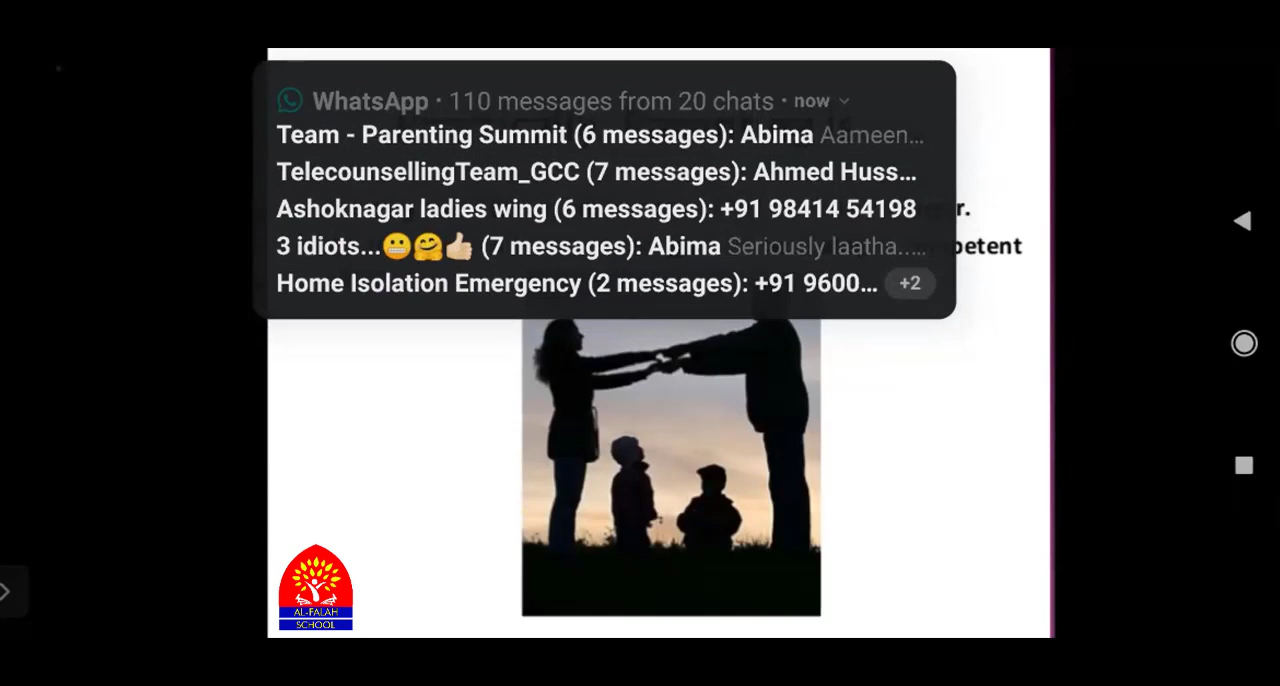 WhatsApp · 110 messages from 20 chats · now
Team - Parenting Summit (6 messages): Abima Aameen...
TelecounsellingTeam_GCC (7 messages): Ahmed Huss...
Ashoknagar ladies wing (6 messages): +91 98414 54198
r.
3 idiots...😬🤗👍🏻 (7 messages): Abima Seriously laatha.....
petent
Home Isolation Emergency (2 messages): +91 9600... +2
AL-FALAH
SCHOOL